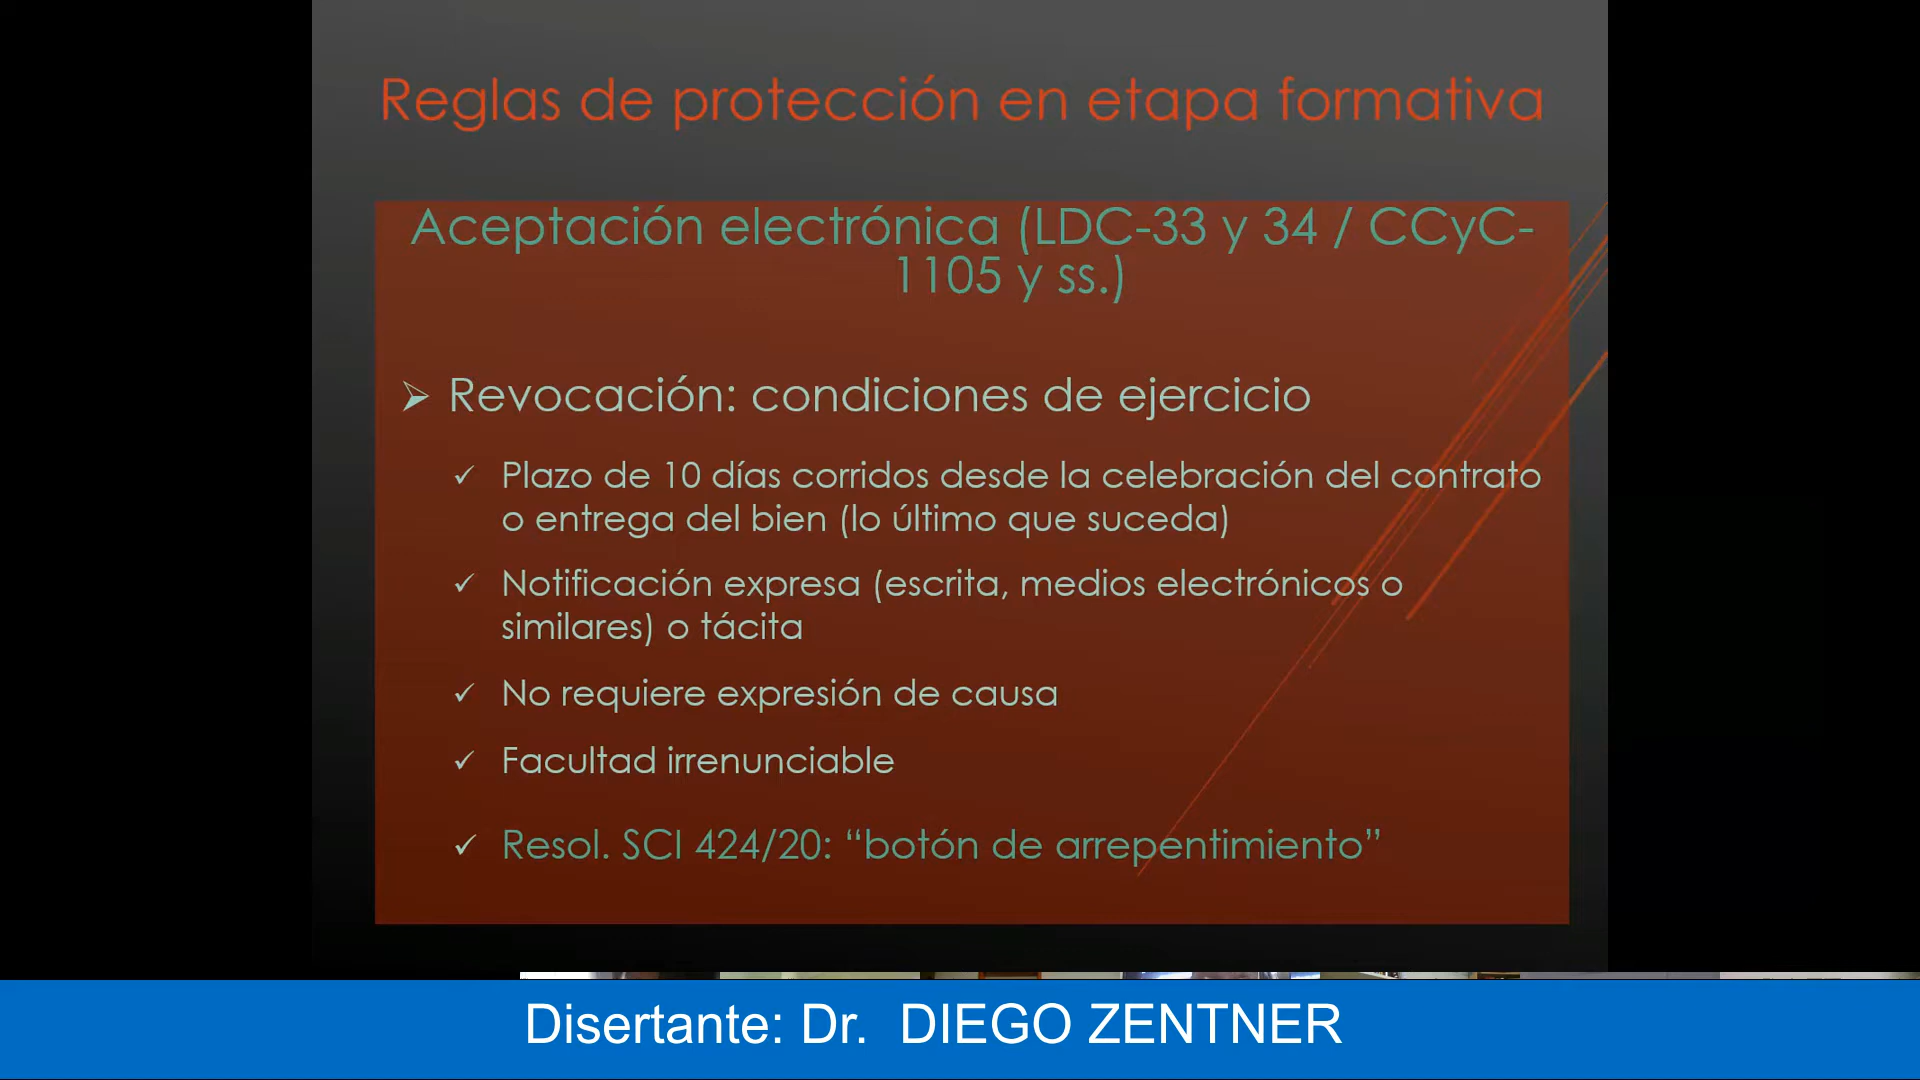 Reglas de protección en etapa formativa
Aceptación electrónica (LDC-33 y 34 / CCyC-
1105 y ss.)
Revocación: condiciones de ejercicio
Plazo de 10 días corridos desde la celebración del contrato
o entrega del bien (lo último que suceda)
Notificación expresa (escrita, medios electrónicos o
similares) o tácita
No requiere expresión de causa
Facultad irrenunciable
Resol. SCI 424/20: “botón de arrepentimiento”
Disertante: Dr. DIEGO ZENTNER